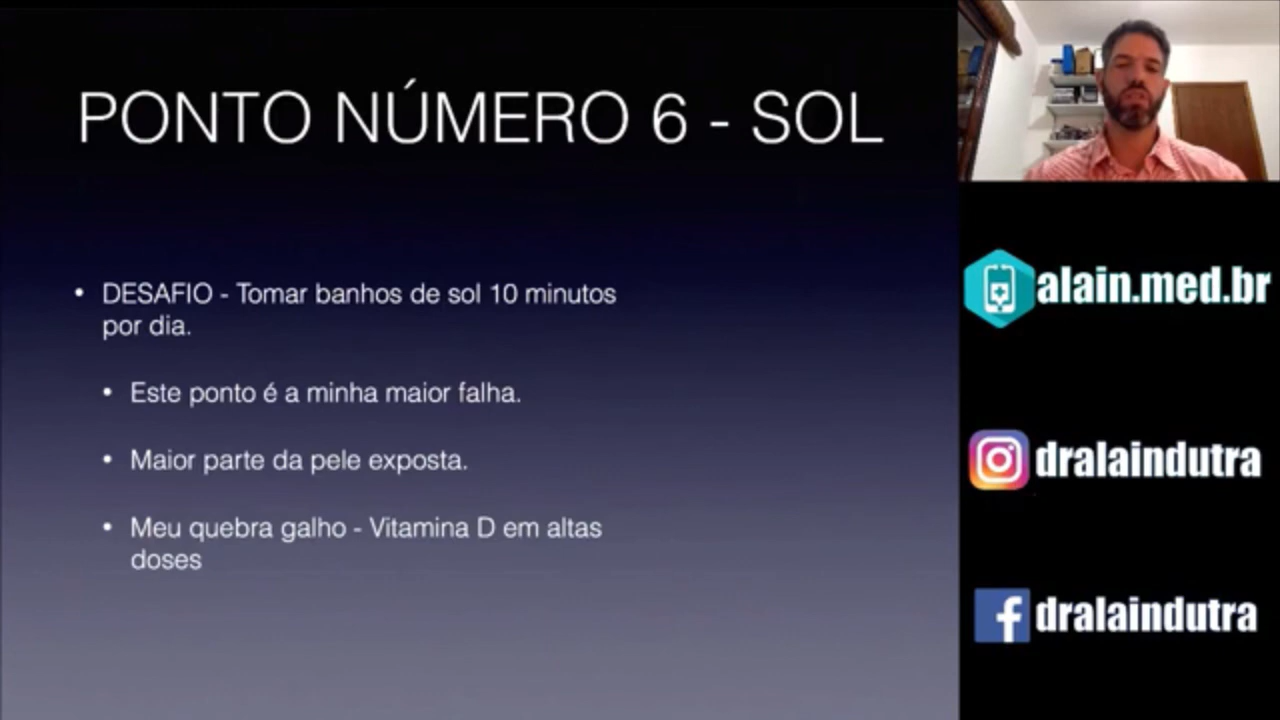 PONTO NÚMERO 6 - SOL
• DESAFIO - Tomar banhos de sol 10 minutos
por dia.
• Este ponto é a minha maior falha.
• Maior parte da pele exposta.
• Meu quebra galho - Vitamina D em altas
doses
alain.med.br
dralaindutra
dralaindutra